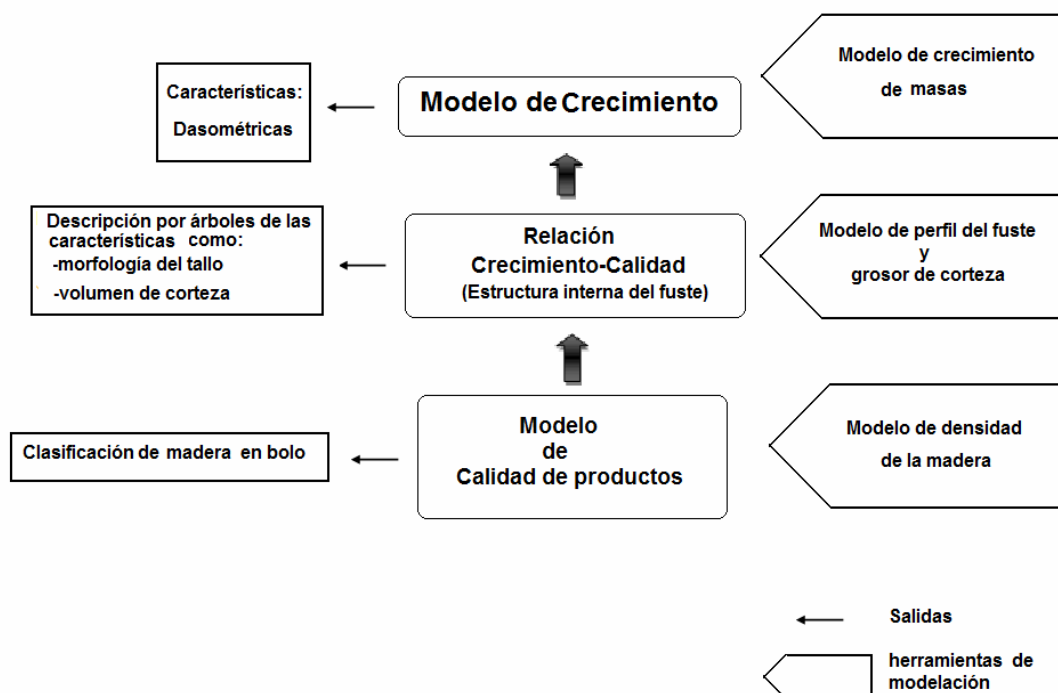 Características:
Dasométricas
Modelo de Crecimiento
Modelo de crecimiento
de masas
Descripción por árboles de las
características como:
-morfología del tallo
-volumen de corteza
Relación
Crecimiento-Calidad
(Estructura interna del fuste)
Modelo de perfil del fuste
y
grosor de corteza
Clasificación de madera en bolo
Modelo
de
Calidad de productos
Modelo de densidad
de la madera
Salidas
herramientas de
modelación